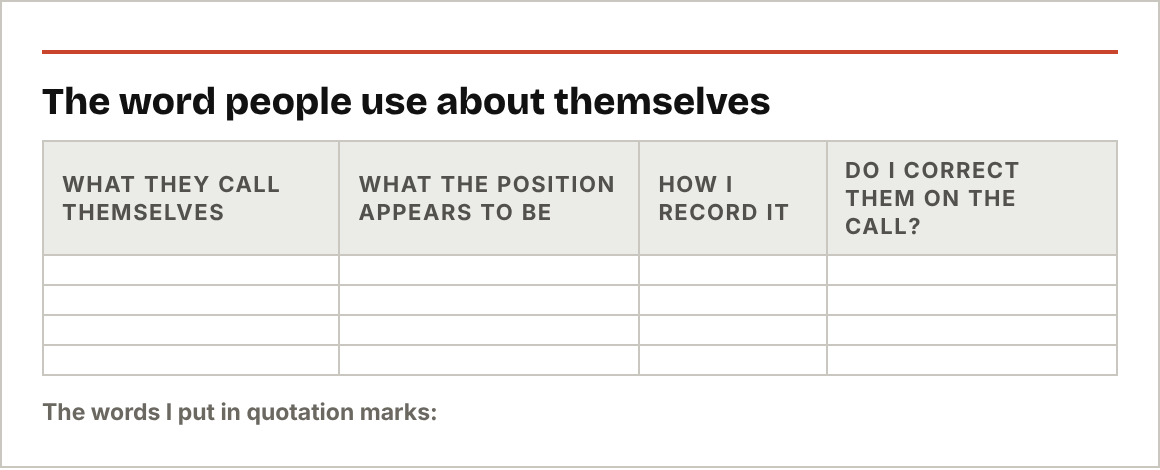 The word people use about themselves
WHAT THEY CALL
THEMSELVES
WHAT THE POSITION
APPEARS TO BE
HOW I
RECORD IT
DO I CORRECT
THEM ON THE
CALL?
The words I put in quotation marks: